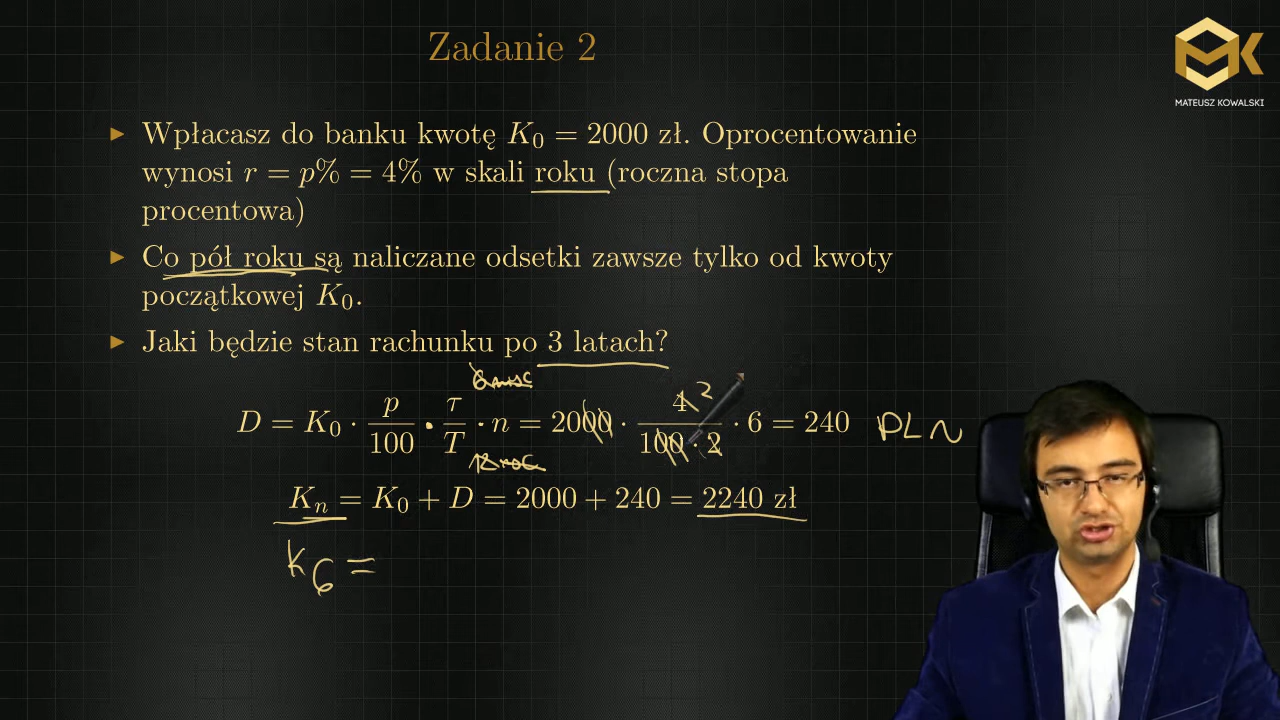 Zadanie 2
MK
MATEUSZ KOWALSKI
▶ Wpłacasz do banku kwotę K₀ = 2000 zł. Oprocentowanie
wynosi r = p% = 4% w skali roku (roczna stopa
procentowa)
▶ Co pół roku są naliczane odsetki zawsze tylko od kwoty
początkowej K₀.
▶ Jaki będzie stan rachunku po 3 latach?
D = K₀ · p/100 · τ/T · n = 2000 · 4/(100 · 2) · 6 = 240 PLN
2
Kₙ = K₀ + D = 2000 + 240 = 2240 zł
K₆ =